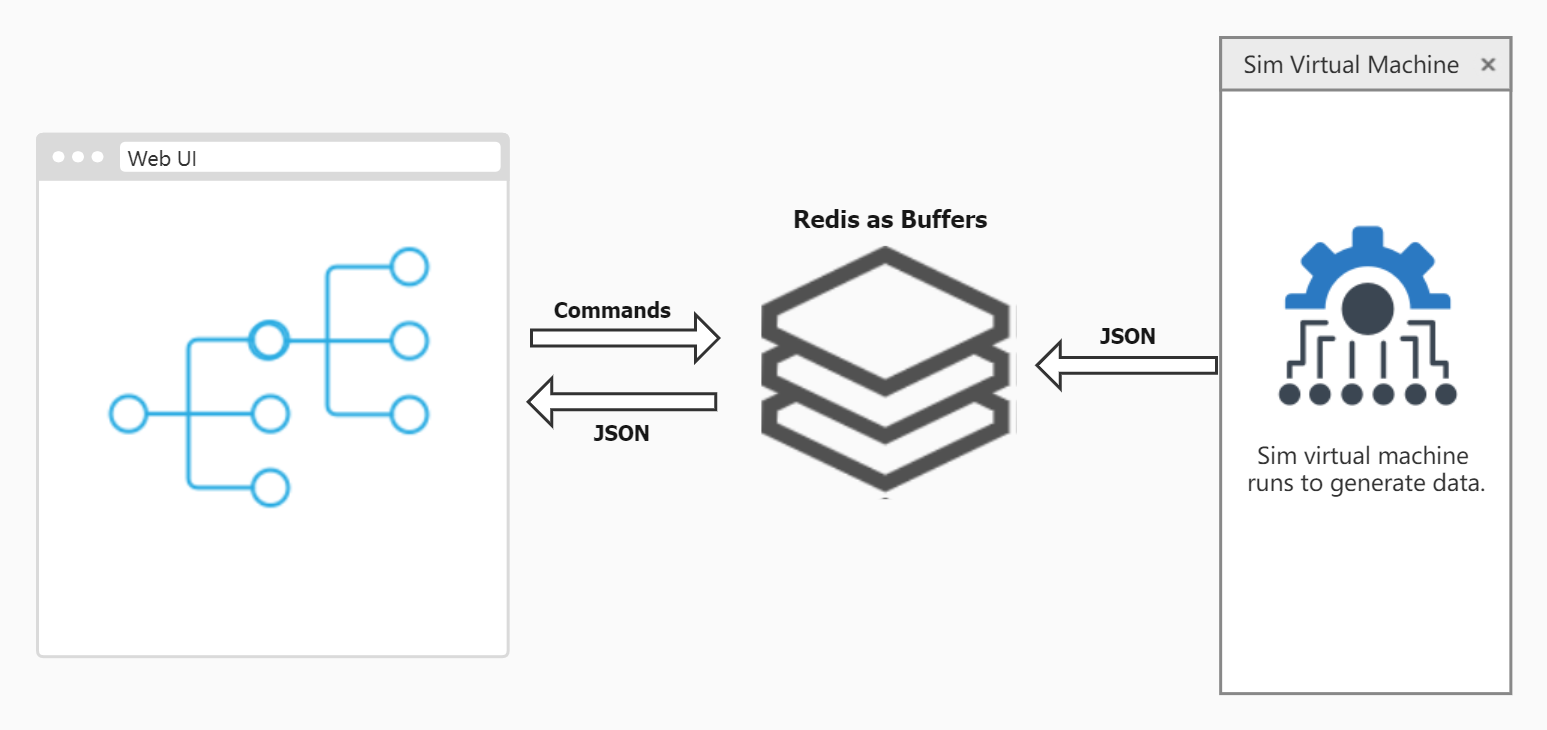 Sim Virtual Machine
Web UI
Redis as Buffers
Commands
JSON
JSON
Sim virtual machine
runs to generate data.